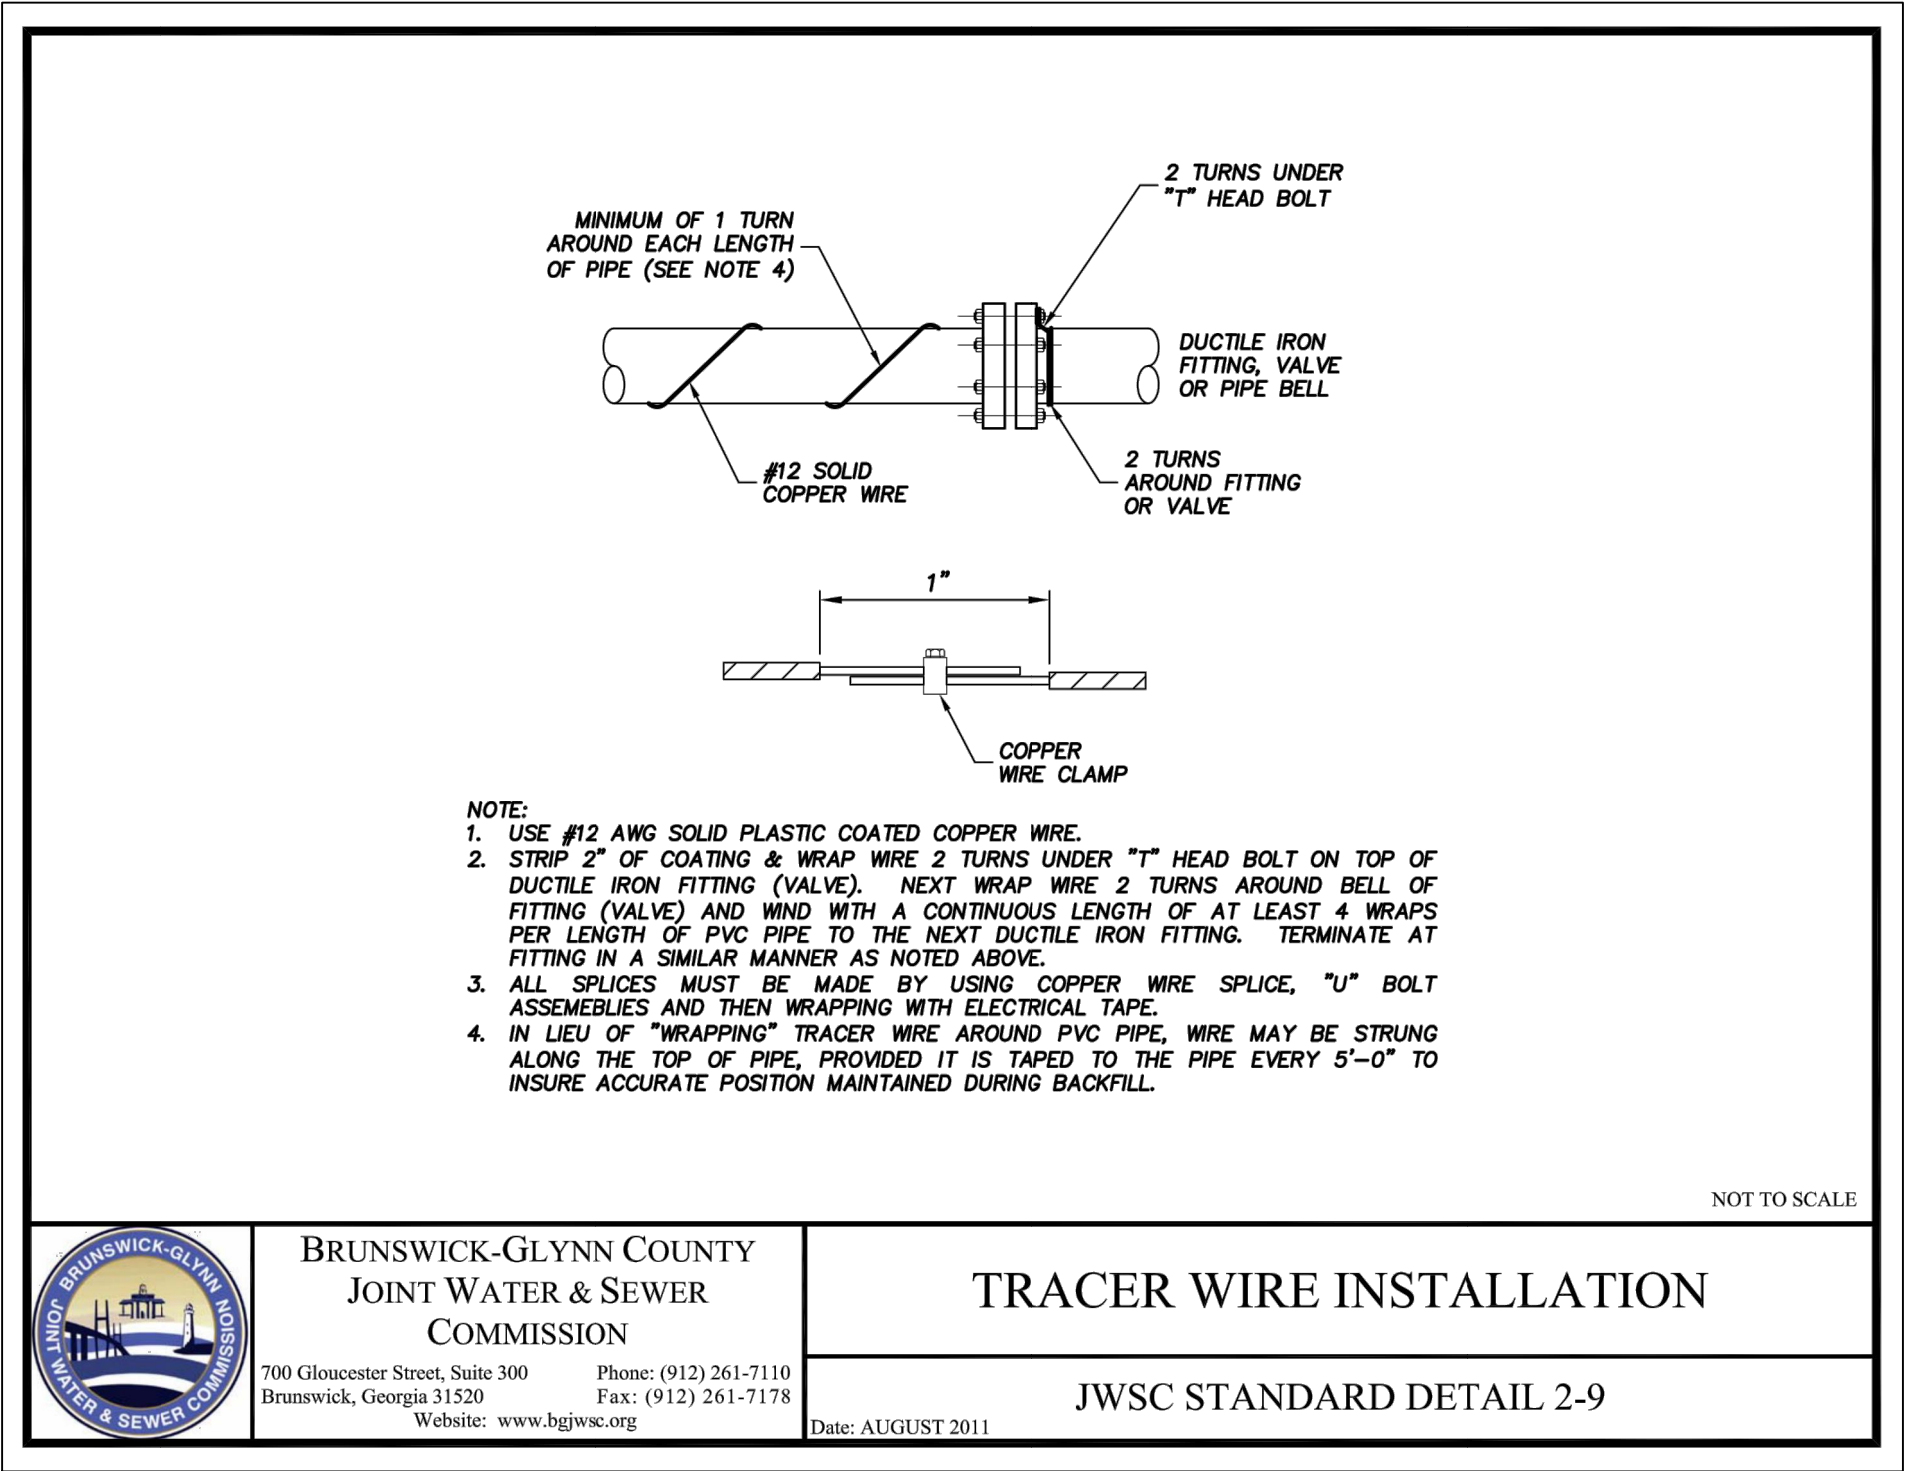 2 TURNS UNDER
"T" HEAD BOLT
MINIMUM OF 1 TURN
AROUND EACH LENGTH
OF PIPE (SEE NOTE 4)
DUCTILE IRON
FITTING, VALVE
OR PIPE BELL
#12 SOLID
COPPER WIRE
2 TURNS
AROUND FITTING
OR VALVE
1"
COPPER
WIRE CLAMP
NOTE:
1. USE #12 AWG SOLID PLASTIC COATED COPPER WIRE.
2. STRIP 2" OF COATING & WRAP WIRE 2 TURNS UNDER "T" HEAD BOLT ON TOP OF
DUCTILE IRON FITTING (VALVE). NEXT WRAP WIRE 2 TURNS AROUND BELL OF
FITTING (VALVE) AND WIND WITH A CONTINUOUS LENGTH OF AT LEAST 4 WRAPS
PER LENGTH OF PVC PIPE TO THE NEXT DUCTILE IRON FITTING. TERMINATE AT
FITTING IN A SIMILAR MANNER AS NOTED ABOVE.
3. ALL SPLICES MUST BE MADE BY USING COPPER WIRE SPLICE, "U" BOLT
ASSEMEBLIES AND THEN WRAPPING WITH ELECTRICAL TAPE.
4. IN LIEU OF "WRAPPING" TRACER WIRE AROUND PVC PIPE, WIRE MAY BE STRUNG
ALONG THE TOP OF PIPE, PROVIDED IT IS TAPED TO THE PIPE EVERY 5'-0" TO
INSURE ACCURATE POSITION MAINTAINED DURING BACKFILL.
NOT TO SCALE
BRUNSWICK-GLYNN
JOINT WATER & SEWER COMMISSION
BRUNSWICK-GLYNN COUNTY
JOINT WATER & SEWER
COMMISSION
700 Gloucester Street, Suite 300 Phone: (912) 261-7110
Brunswick, Georgia 31520 Fax: (912) 261-7178
Website: www.bgjwsc.org
TRACER WIRE INSTALLATION
JWSC STANDARD DETAIL 2-9
Date: AUGUST 2011